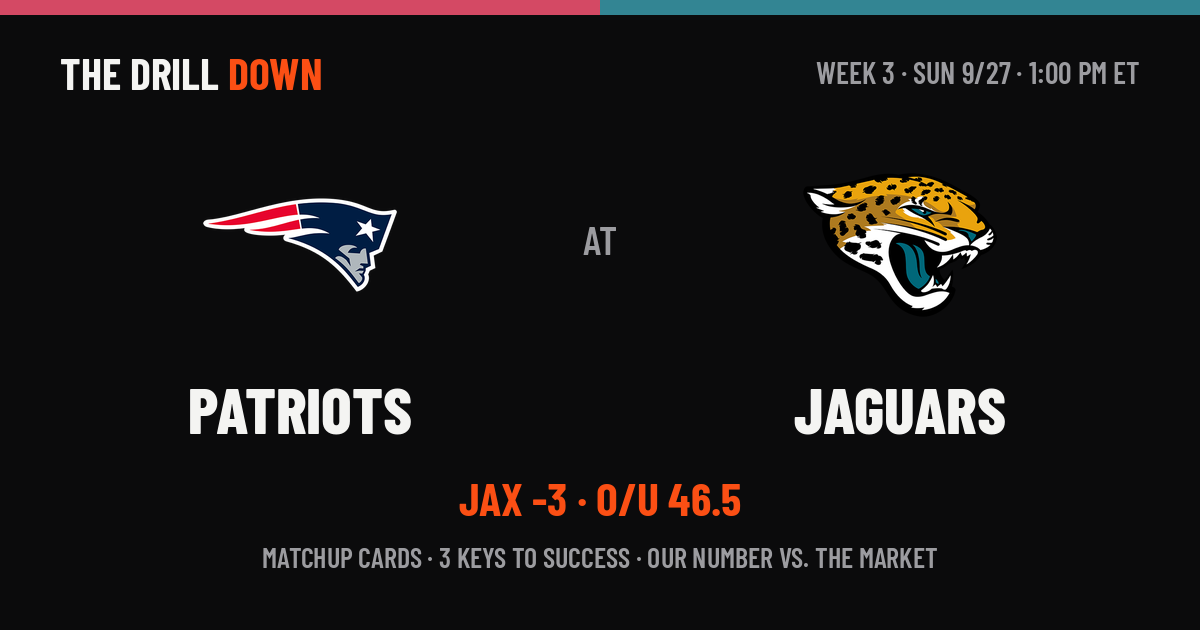 THE DRILL DOWN
WEEK 3 · SUN 9/27 · 1:00 PM ET
AT
PATRIOTS
JAGUARS
JAX -3 · O/U 46.5
MATCHUP CARDS · 3 KEYS TO SUCCESS · OUR NUMBER VS. THE MARKET